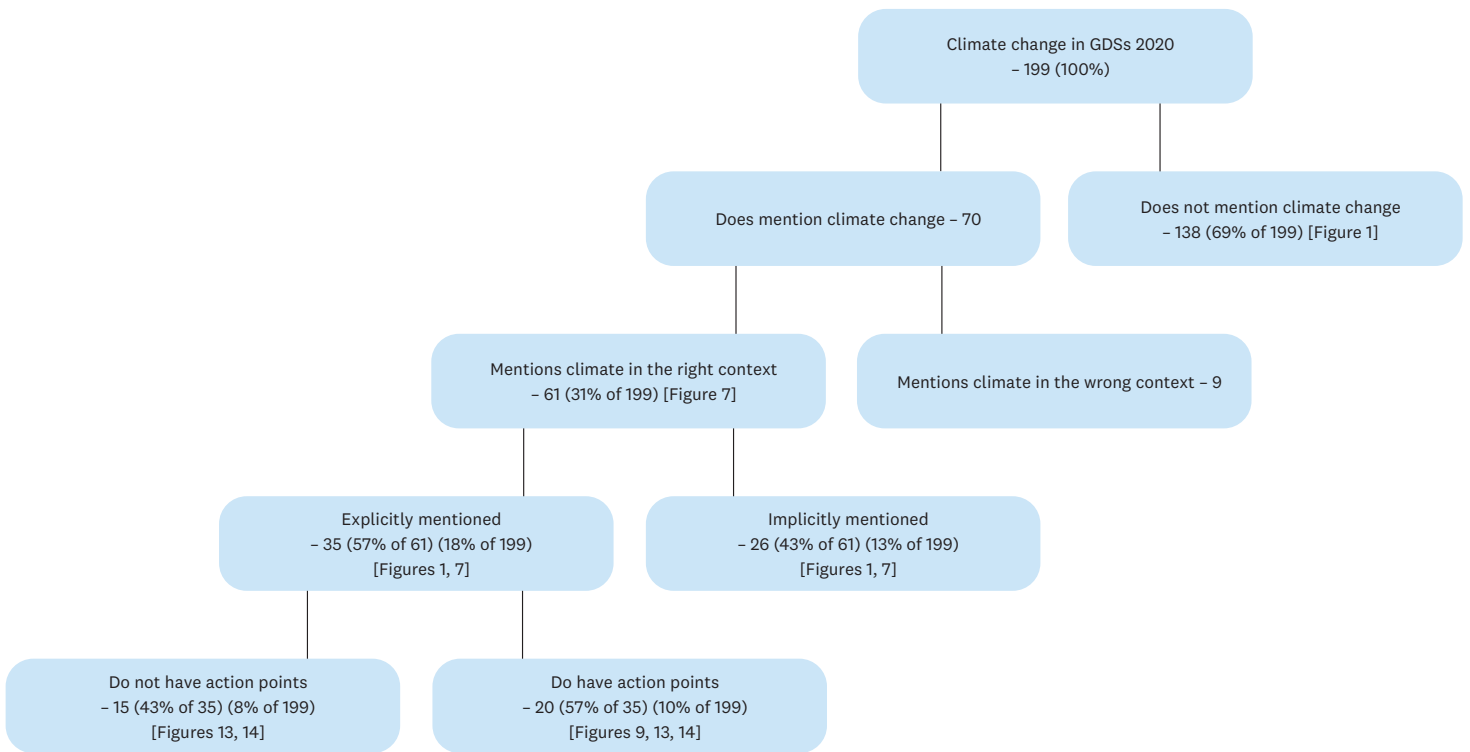 Climate change in GDSs 2020
– 199 (100%)
Does mention climate change – 70
Does not mention climate change
– 138 (69% of 199) [Figure 1]
Mentions climate in the right context
– 61 (31% of 199) [Figure 7]
Mentions climate in the wrong context – 9
Explicitly mentioned
– 35 (57% of 61) (18% of 199)
[Figures 1, 7]
Implicitly mentioned
– 26 (43% of 61) (13% of 199)
[Figures 1, 7]
Do not have action points
– 15 (43% of 35) (8% of 199)
[Figures 13, 14]
Do have action points
– 20 (57% of 35) (10% of 199)
[Figures 9, 13, 14]